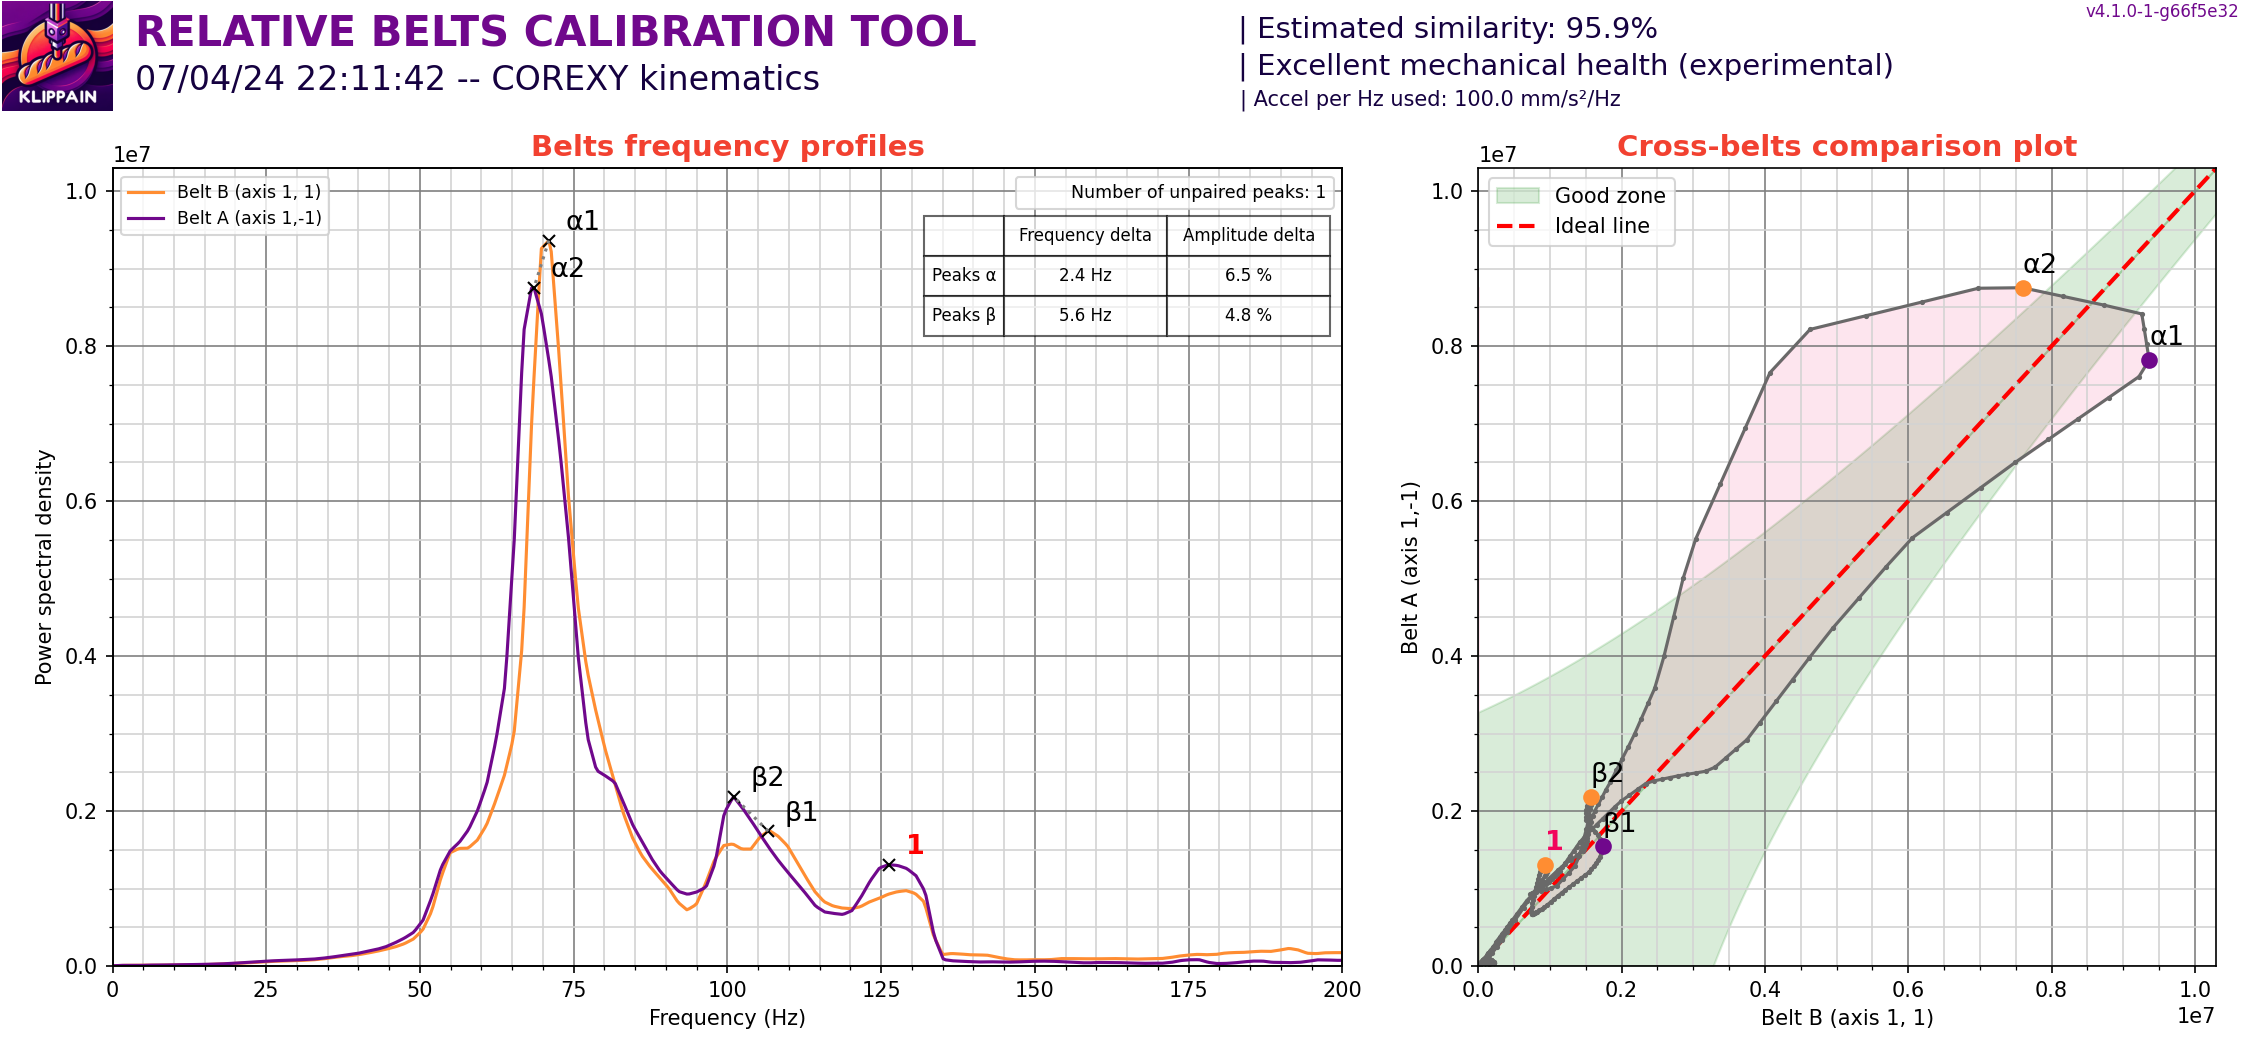 KLIPPAIN
RELATIVE BELTS CALIBRATION TOOL
07/04/24 22:11:42 -- COREXY kinematics
| Estimated similarity: 95.9%
| Excellent mechanical health (experimental)
| Accel per Hz used: 100.0 mm/s²/Hz
v4.1.0-1-g66f5e32
Belts frequency profiles
1e7
Belt B (axis 1, 1)
Belt A (axis 1,-1)
Number of unpaired peaks: 1
Frequency delta Amplitude delta
Peaks α 2.4 Hz 6.5 %
Peaks β 5.6 Hz 4.8 %
α1
α2
β2
β1
1
Power spectral density
1.0
0.8
0.6
0.4
0.2
0.0
0 25 50 75 100 125 150 175 200
Frequency (Hz)
Cross-belts comparison plot
1e7
Good zone
Ideal line
α2
α1
β2
β1
1
Belt A (axis 1,-1)
1.0
0.8
0.6
0.4
0.2
0.0
0.0 0.2 0.4 0.6 0.8 1.0
Belt B (axis 1, 1)
1e7